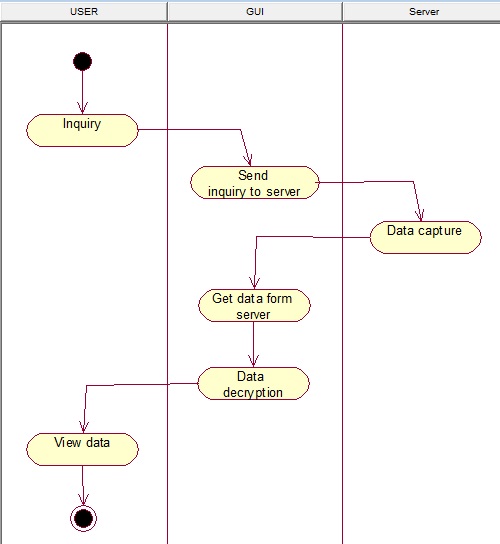 USER
GUI
Server
Inquiry
Send
inquiry to server
Data capture
Get data form
server
Data
decryption
View data